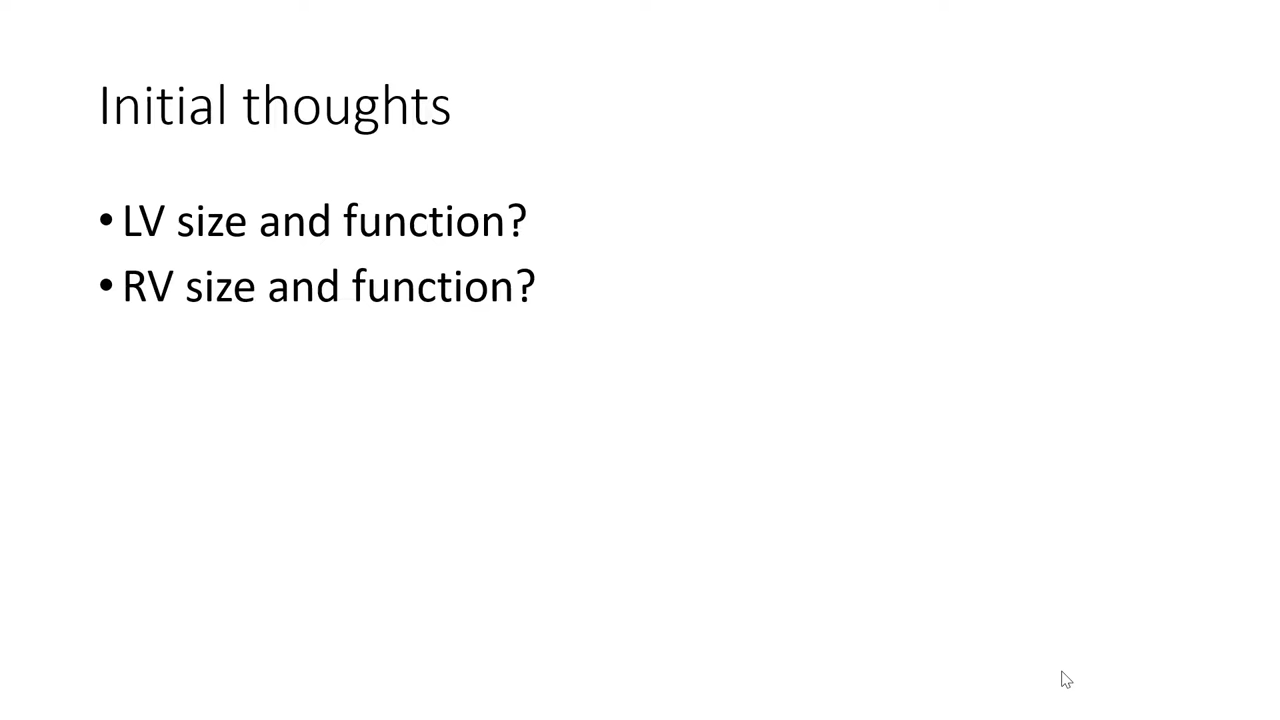 Initial thoughts
• LV size and function?
• RV size and function?